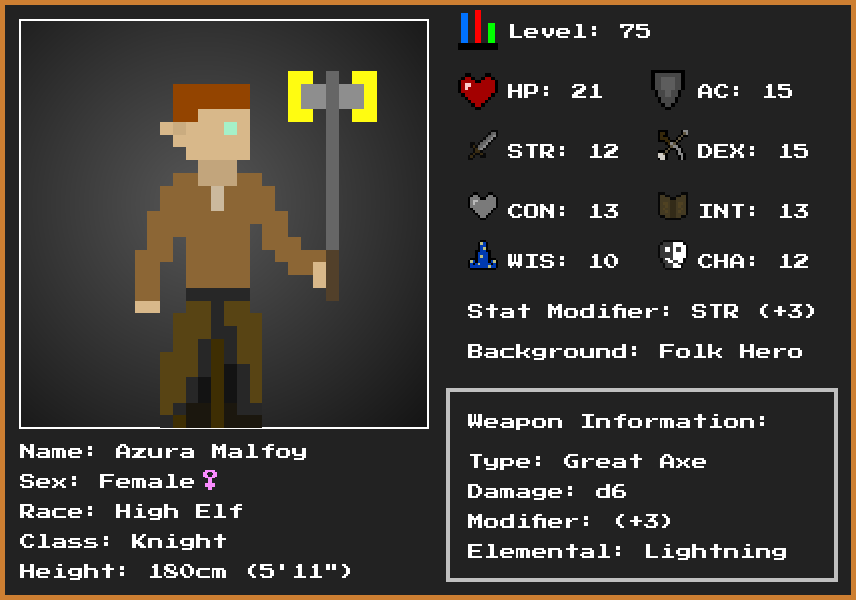 Level: 75
HP: 21 AC: 15
STR: 12 DEX: 15
CON: 13 INT: 13
WIS: 10 CHA: 12
Stat Modifier: STR (+3)
Background: Folk Hero
Weapon Information:
Type: Great Axe
Damage: d6
Modifier: (+3)
Elemental: Lightning
Name: Azura Malfoy
Sex: Female♀
Race: High Elf
Class: Knight
Height: 180cm (5'11")